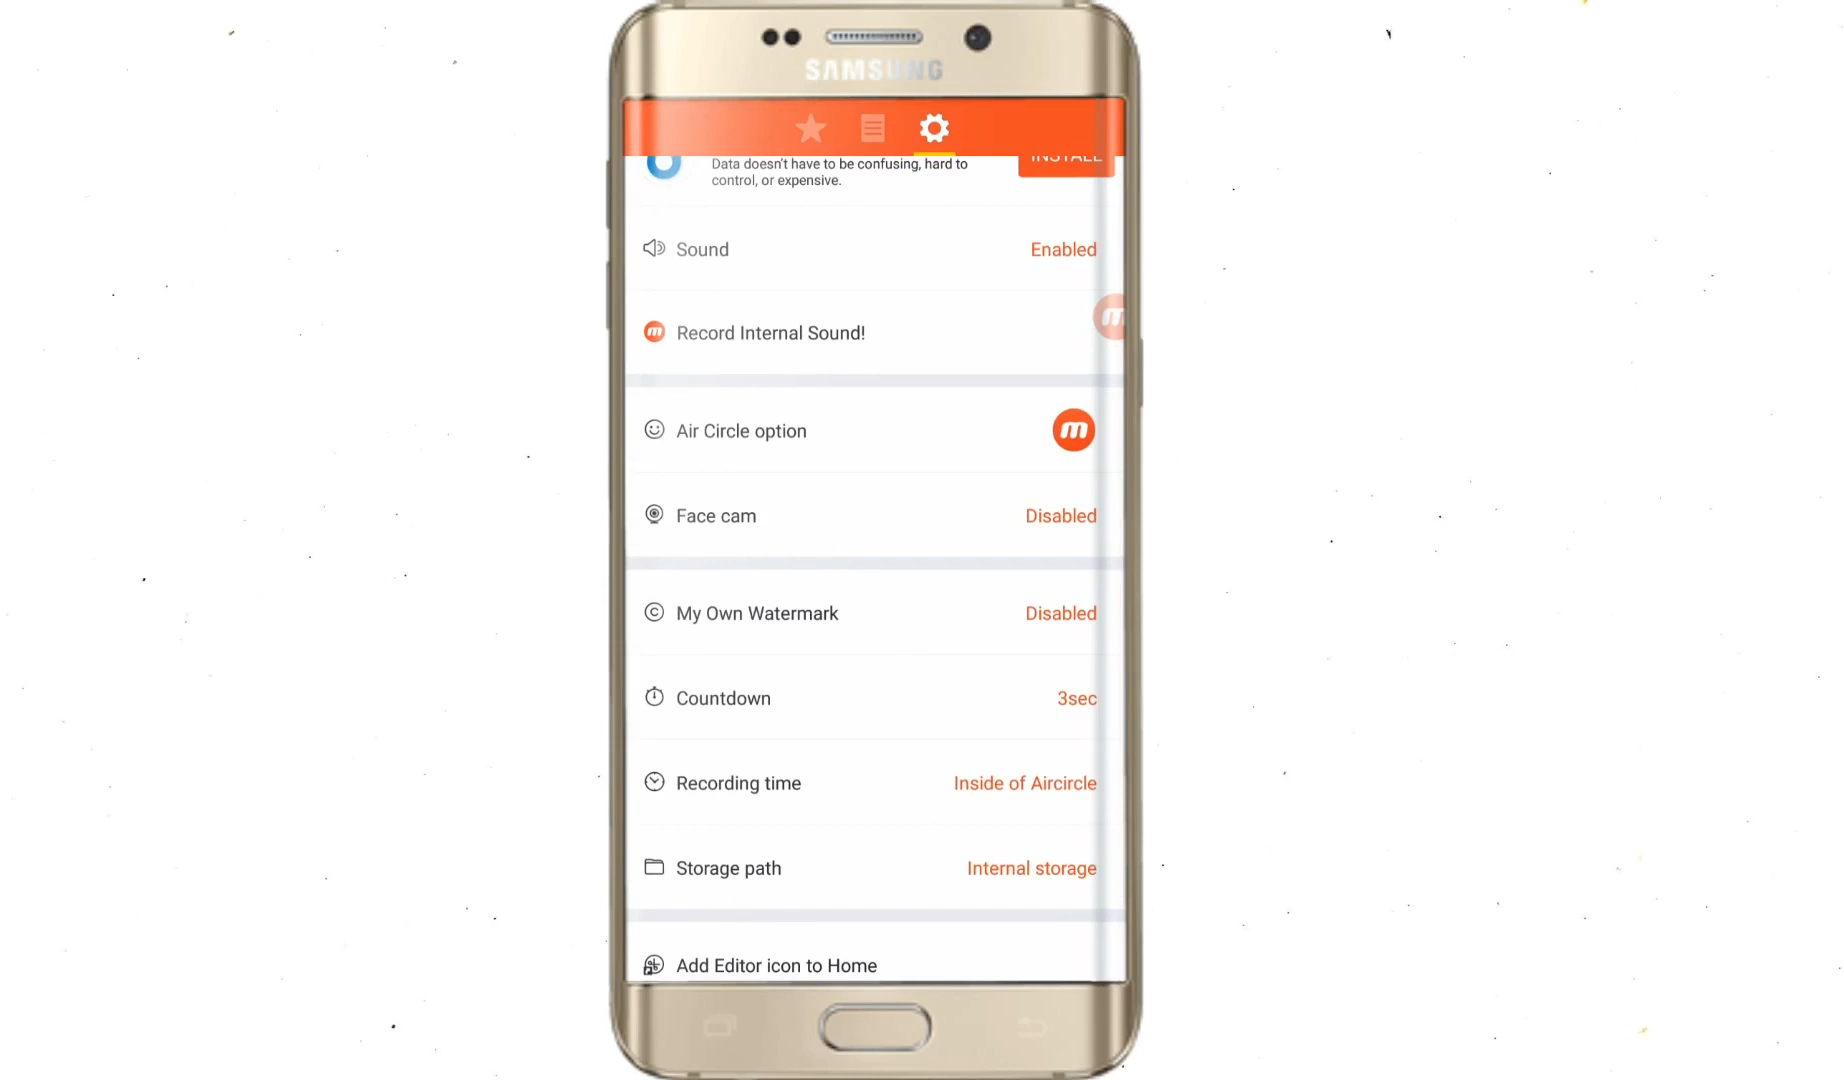 SAMSUNG
Data doesn't have to be confusing, hard to
control, or expensive.
INSTALL
Sound
Enabled
Record Internal Sound!
m
m
Air Circle option
m
Face cam
Disabled
My Own Watermark
Disabled
Countdown
3sec
Recording time
Inside of Aircircle
Storage path
Internal storage
Add Editor icon to Home